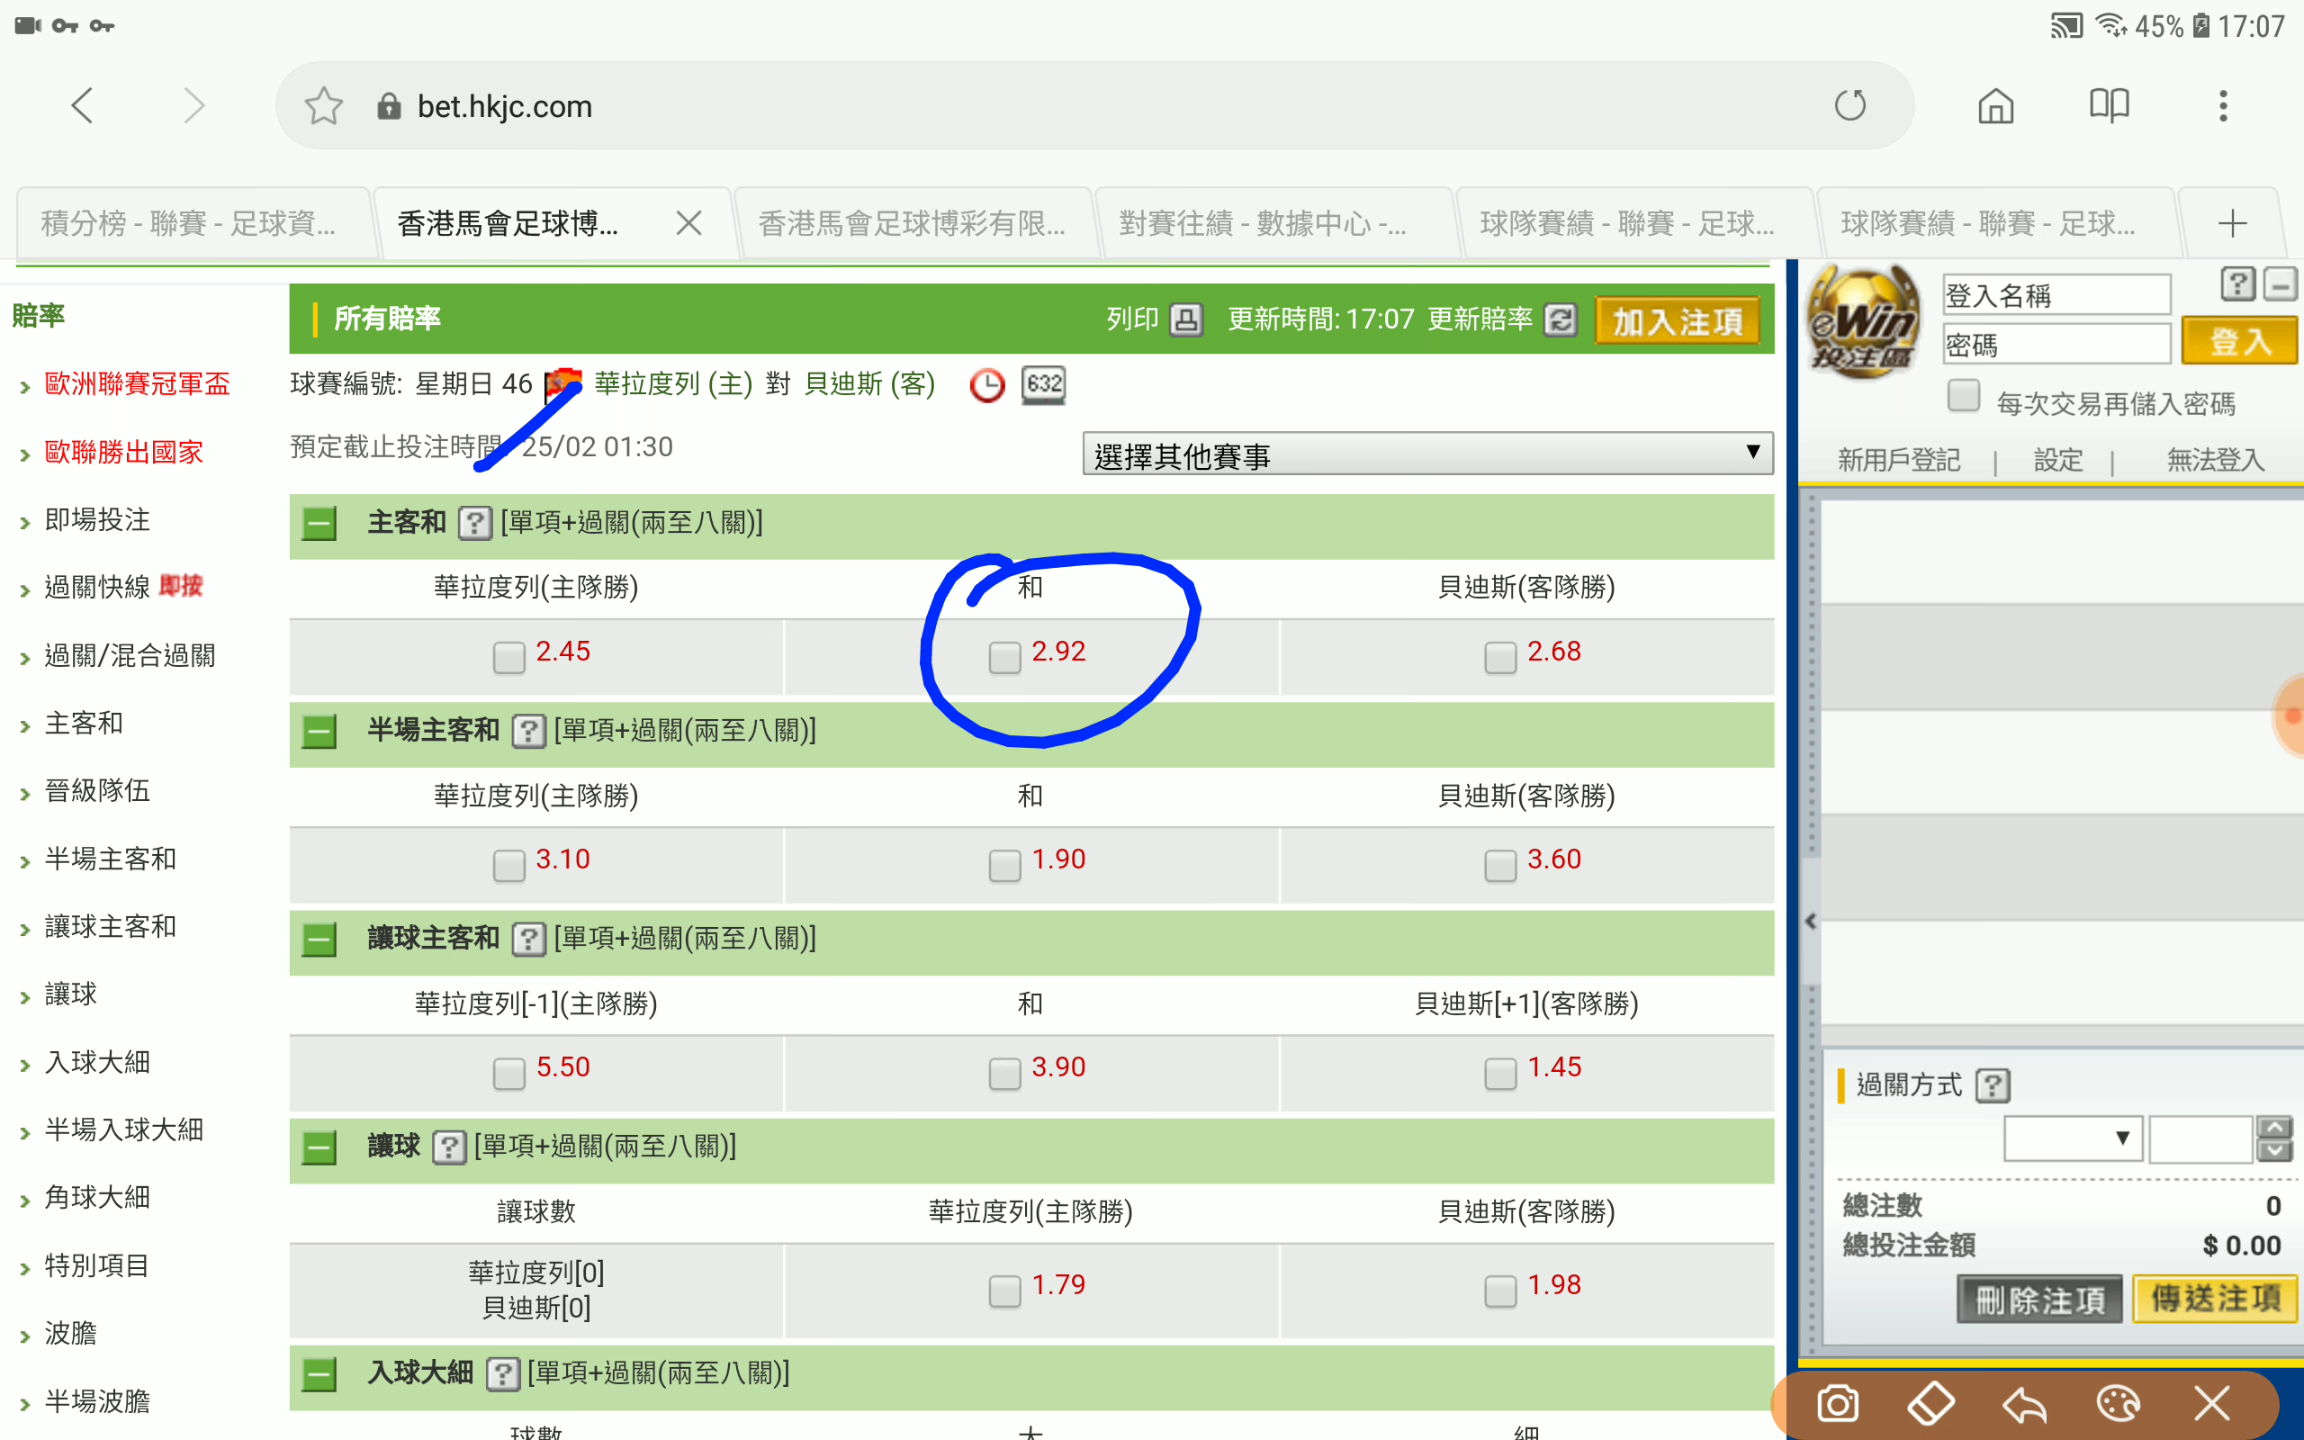 45% 17:07
bet.hkjc.com
積分榜 - 聯賽 - 足球資...
香港馬會足球博...
香港馬會足球博彩有限...
對賽往績 - 數據中心 -...
球隊賽績 - 聯賽 - 足球...
球隊賽績 - 聯賽 - 足球...
賠率
歐洲聯賽冠軍盃
歐聯勝出國家
即場投注
過關快線 即按
過關/混合過關
主客和
晉級隊伍
半場主客和
讓球主客和
讓球
入球大細
半場入球大細
角球大細
特別項目
波膽
半場波膽
所有賠率 列印 更新時間: 17:07 更新賠率 加入注項
球賽編號: 星期日 46 華拉度列 (主) 對 貝迪斯 (客) 632
預定截止投注時間 25/02 01:30 選擇其他賽事
主客和 ? [單項+過關(兩至八關)]
華拉度列(主隊勝) 和 貝迪斯(客隊勝)
2.45 2.92 2.68
半場主客和 ? [單項+過關(兩至八關)]
華拉度列(主隊勝) 和 貝迪斯(客隊勝)
3.10 1.90 3.60
讓球主客和 ? [單項+過關(兩至八關)]
華拉度列[-1](主隊勝) 和 貝迪斯[+1](客隊勝)
5.50 3.90 1.45
讓球 ? [單項+過關(兩至八關)]
讓球數 華拉度列(主隊勝) 貝迪斯(客隊勝)
華拉度列[0]
貝迪斯[0]
1.79 1.98
入球大細 ? [單項+過關(兩至八關)]
球數 大 細
eWin
投注區
登入名稱 ?
密碼 登入
每次交易再儲入密碼
新用戶登記 | 設定 | 無法登入
過關方式 ?
總注數 0
總投注金額 $ 0.00
刪除注項 傳送注項